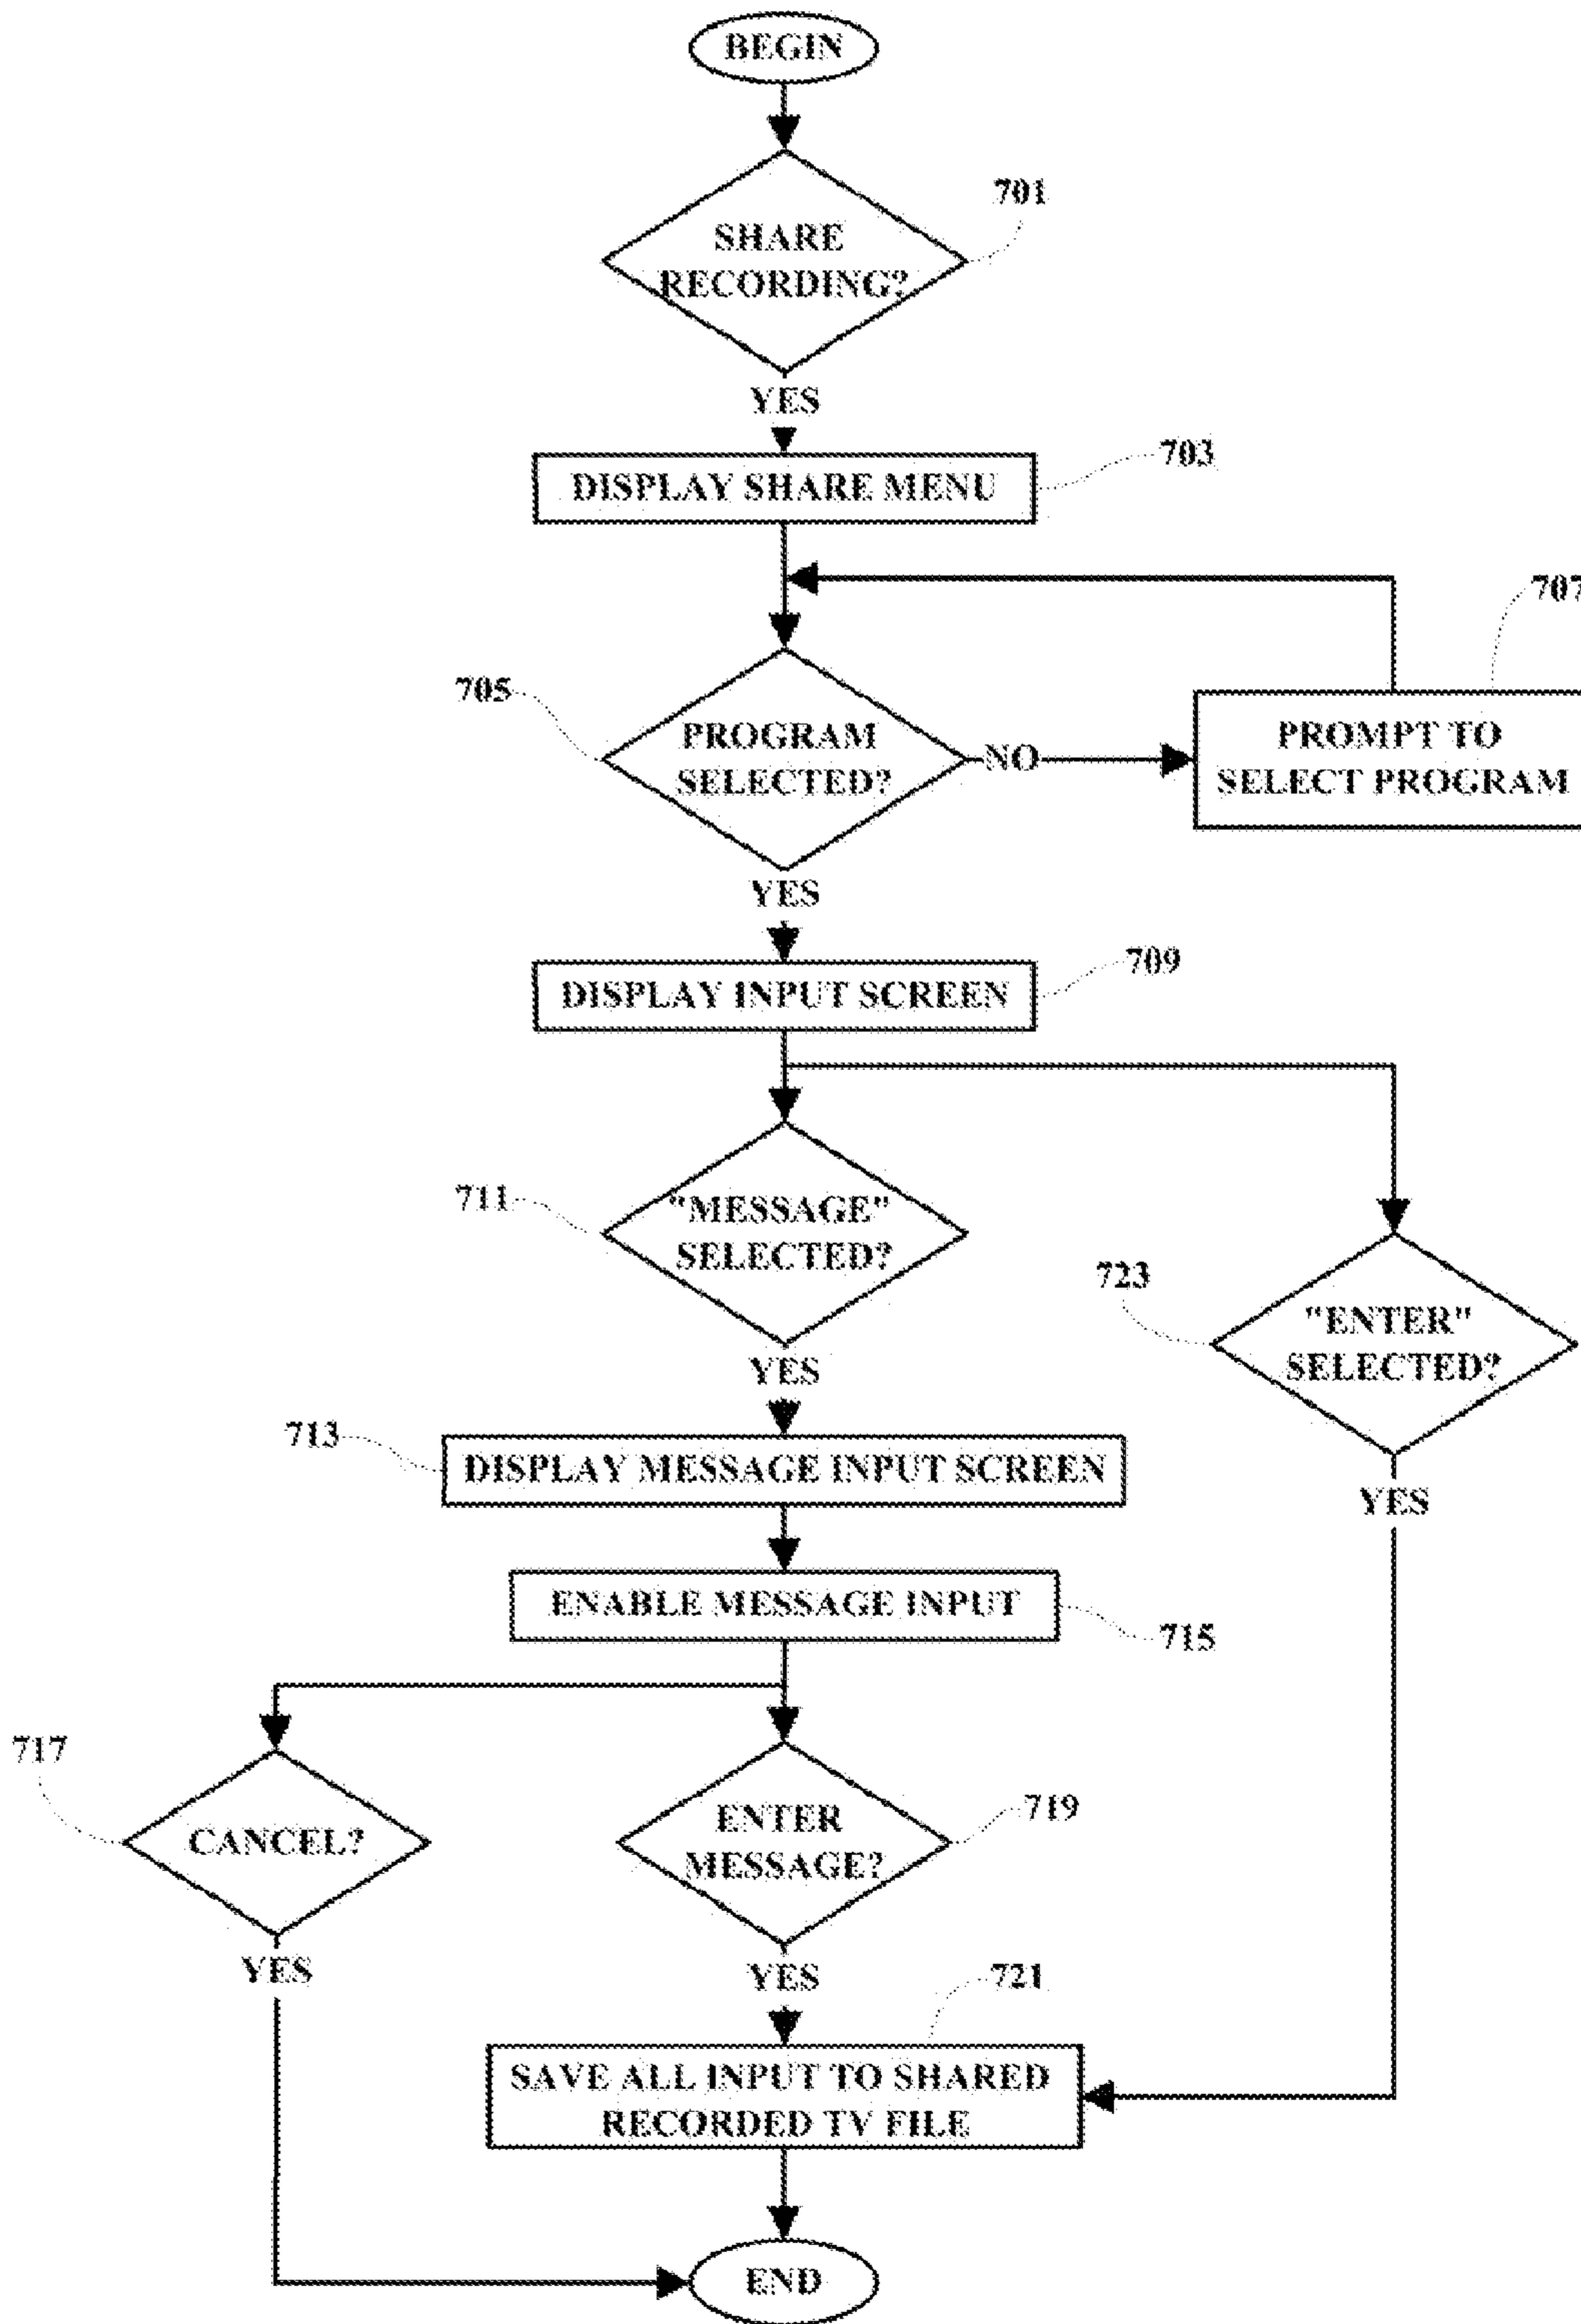 BEGIN
701
SHARE
RECORDING?
YES
703
DISPLAY SHARE MENU
707
705
PROGRAM
SELECTED?
NO
PROMPT TO
SELECT PROGRAM
YES
709
DISPLAY INPUT SCREEN
711
"MESSAGE"
SELECTED?
723
"ENTER"
SELECTED?
YES
713
DISPLAY MESSAGE INPUT SCREEN
YES
ENABLE MESSAGE INPUT
715
717
CANCEL?
719
ENTER
MESSAGE?
YES
YES
721
SAVE ALL INPUT TO SHARED
RECORDED TV FILE
END